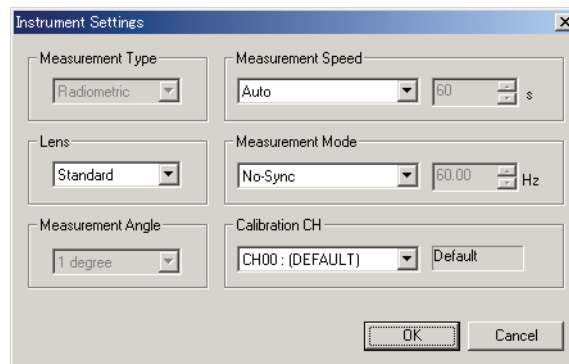 Instrument Settings
Measurement Type
Radiometric
Measurement Speed
Auto
60
s
Lens
Standard
Measurement Mode
No-Sync
60.00
Hz
Measurement Angle
1 degree
Calibration CH
CH00 : (DEFAULT)
Default
OK
Cancel